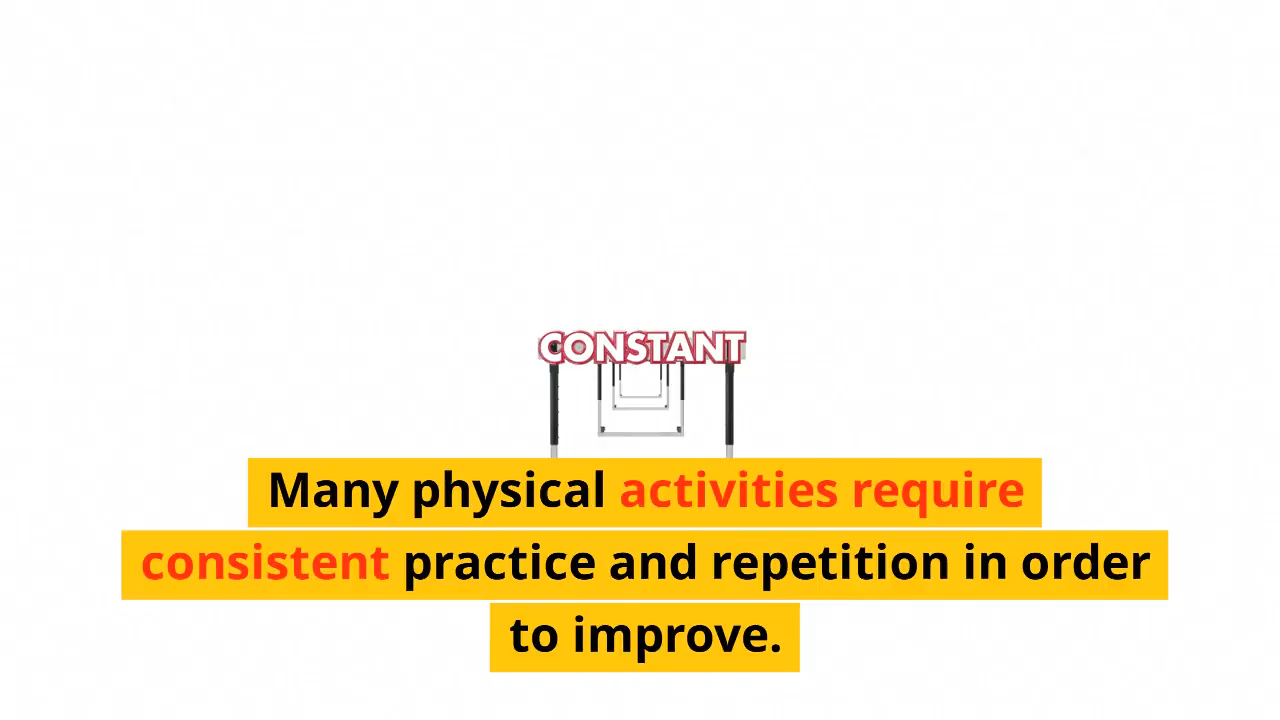 CONSTANT
Many physical activities require
consistent practice and repetition in order
to improve.